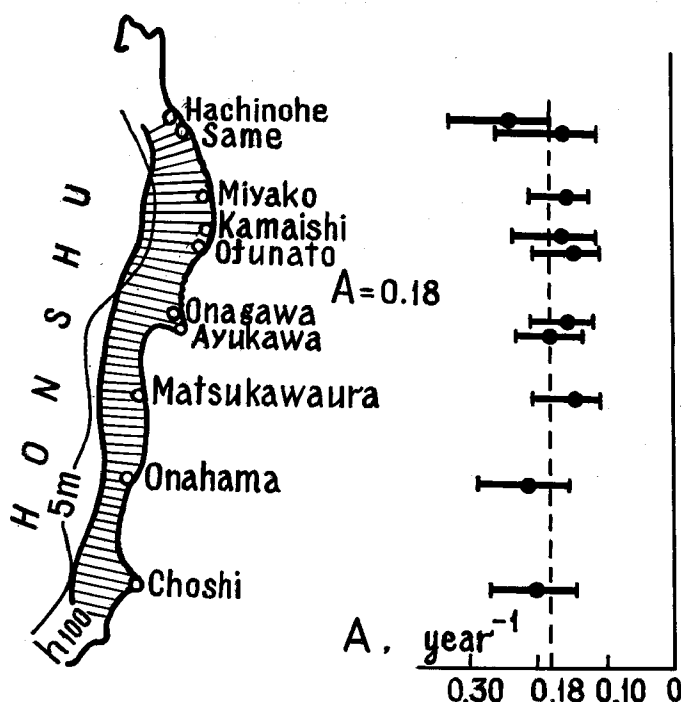 Hachinohe
Same
Miyako
Kamaishi
Ofunato
A=0.18
Onagawa
Ayukawa
Matsukawaura
Onahama
Choshi
HONSHU
5m
h100
A, year⁻¹
0.30 0.18 0.10 0